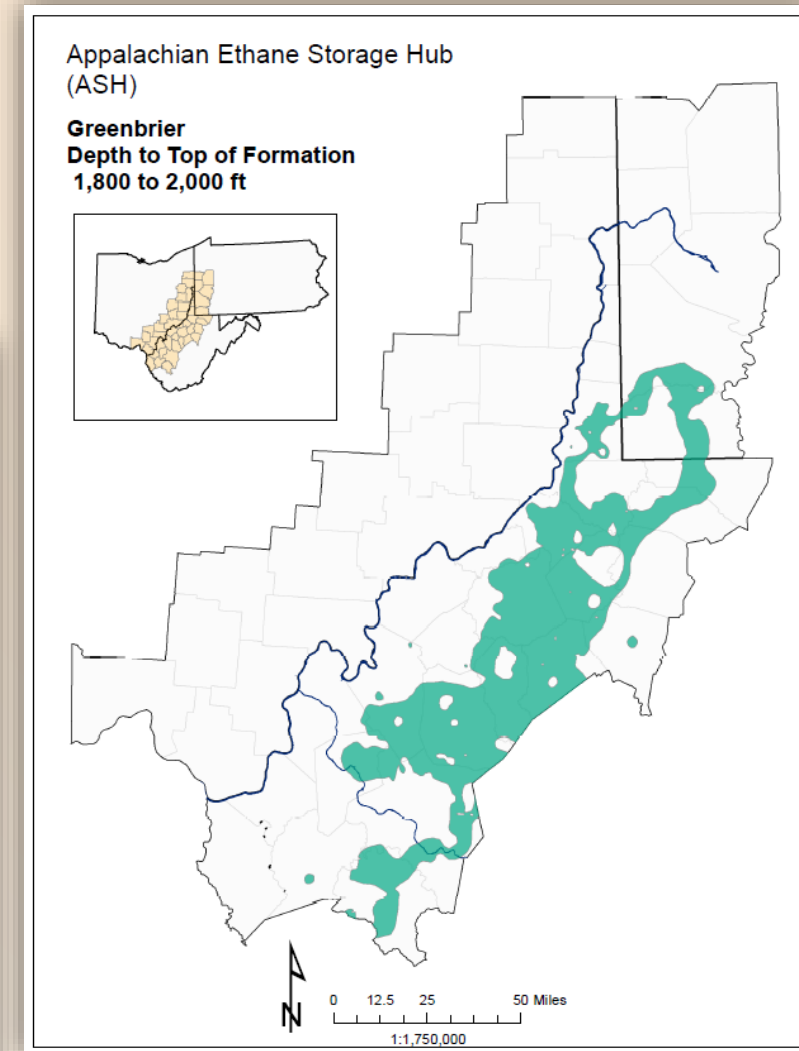 Appalachian Ethane Storage Hub
(ASH)
Greenbrier
Depth to Top of Formation
1,800 to 2,000 ft
N
0 12.5 25 50 Miles
1:1,750,000